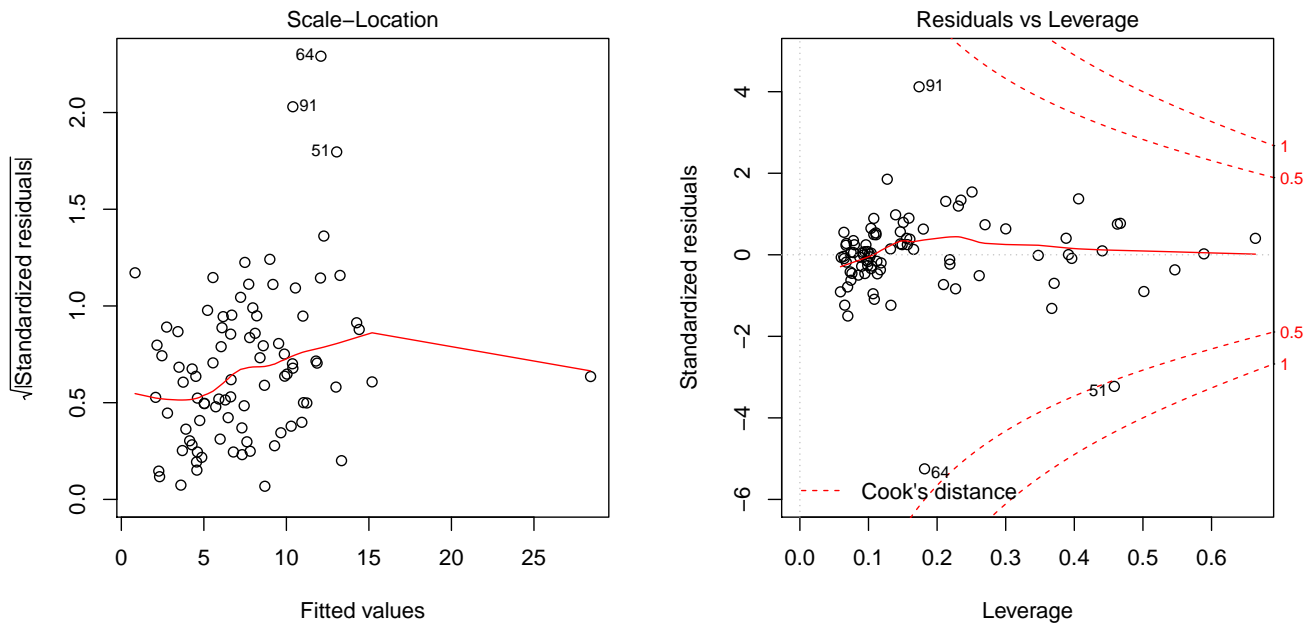 Scale−Location
√|Standardized residuals|
0.0 0.5 1.0 1.5 2.0
64
91
51
0 5 10 15 20 25
Fitted values
Residuals vs Leverage
Standardized residuals
−6 −4 −2 0 2 4
91
1
0.5
0.5
51
1
64
Cook's distance
0.0 0.1 0.2 0.3 0.4 0.5 0.6
Leverage